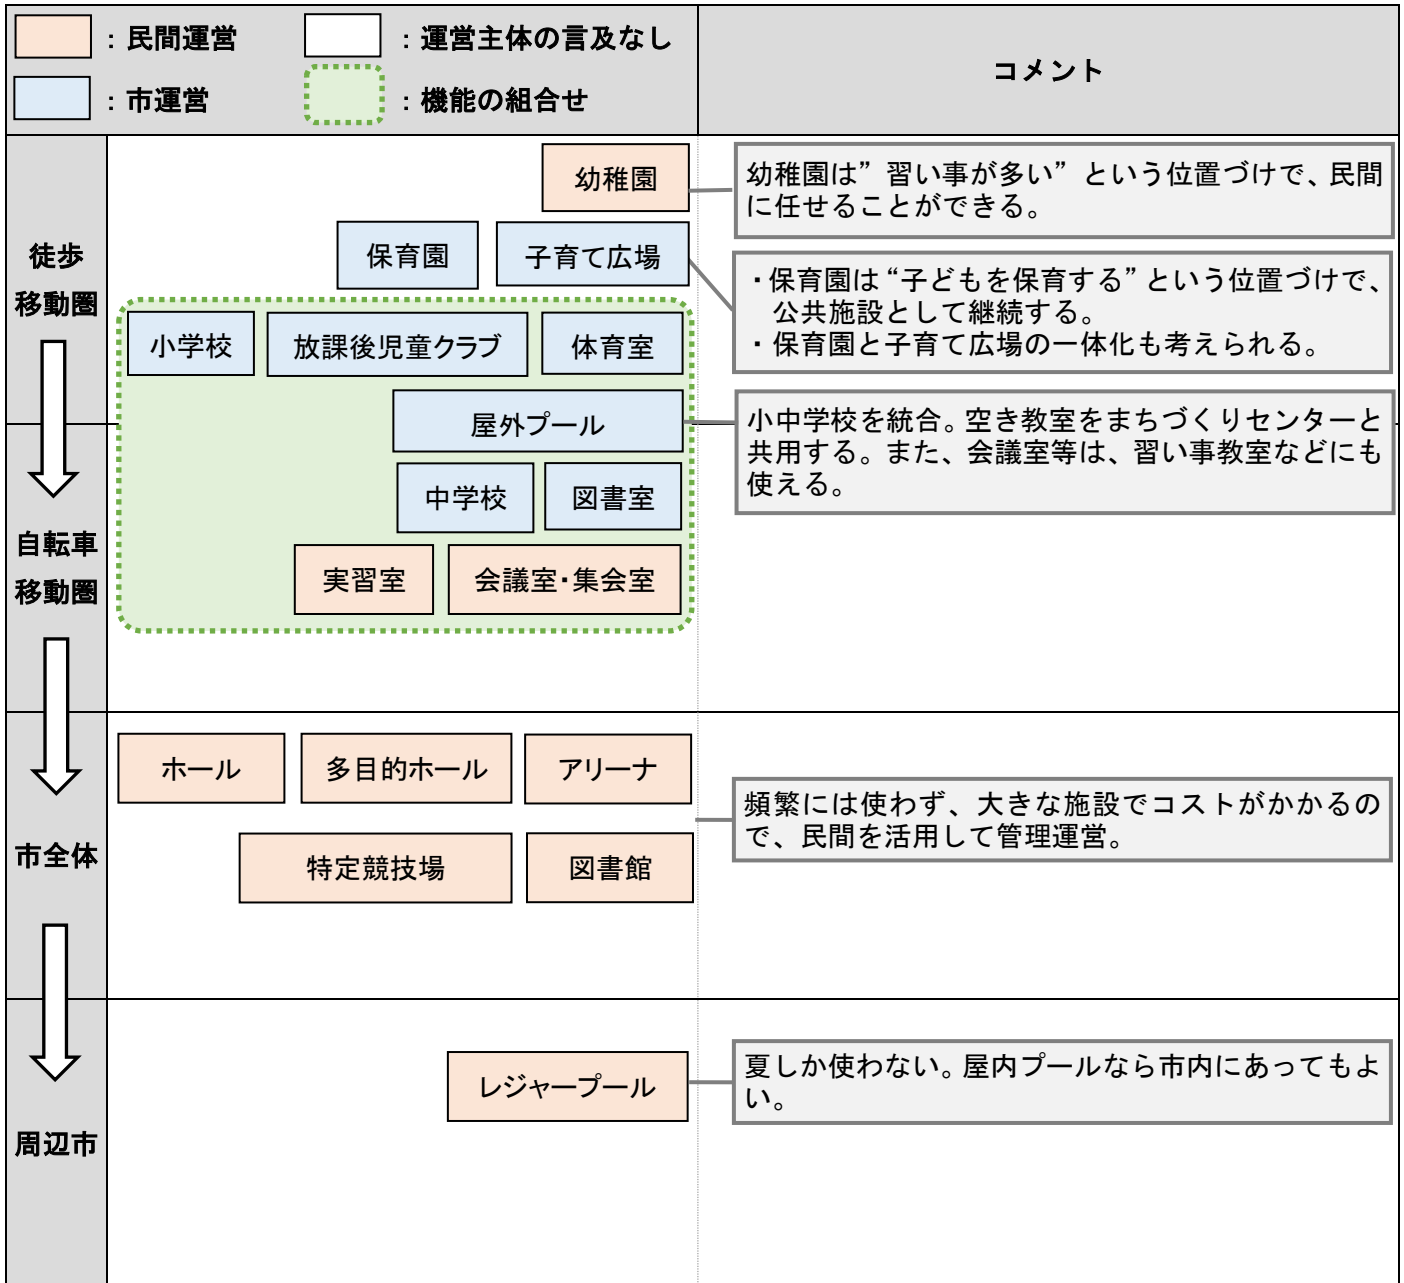 ：民間運営
：運営主体の言及なし
：市運営
：機能の組合せ
コメント
徒歩
移動圏
幼稚園
幼稚園は”習い事が多い”という位置づけで、民間
に任せることができる。
保育園
子育て広場
・保育園は“子どもを保育する”という位置づけで、
公共施設として継続する。
・保育園と子育て広場の一体化も考えられる。
小学校
放課後児童クラブ
体育室
屋外プール
小中学校を統合。空き教室をまちづくりセンターと
共用する。また、会議室等は、習い事教室などにも
使える。
自転車
移動圏
中学校
図書室
実習室
会議室・集会室
市全体
ホール
多目的ホール
アリーナ
特定競技場
図書館
頻繁には使わず、大きな施設でコストがかかるの
で、民間を活用して管理運営。
周辺市
レジャープール
夏しか使わない。屋内プールなら市内にあってもよ
い。